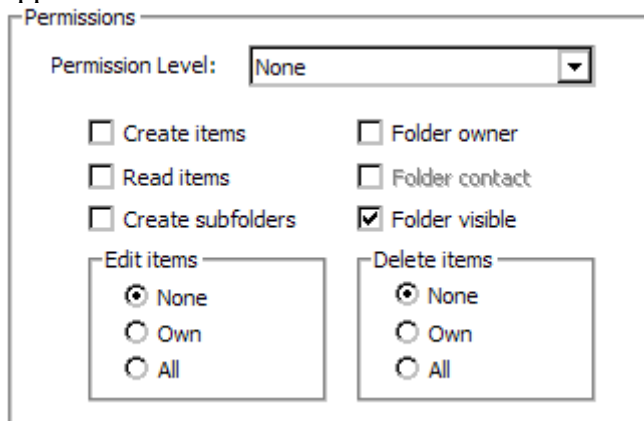 Permissions
Permission Level: None
Create items Folder owner
Read items Folder contact
Create subfolders Folder visible
Edit items Delete items
None None
Own Own
All All